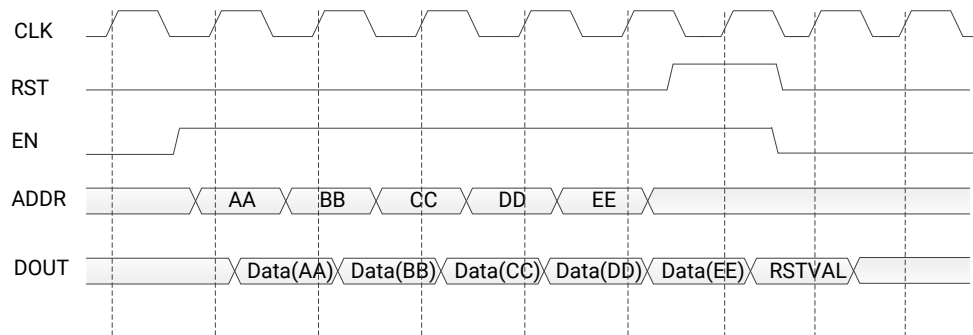 CLK
RST
EN
ADDR AA BB CC DD EE
DOUT Data(AA) Data(BB) Data(CC) Data(DD) Data(EE) RSTVAL